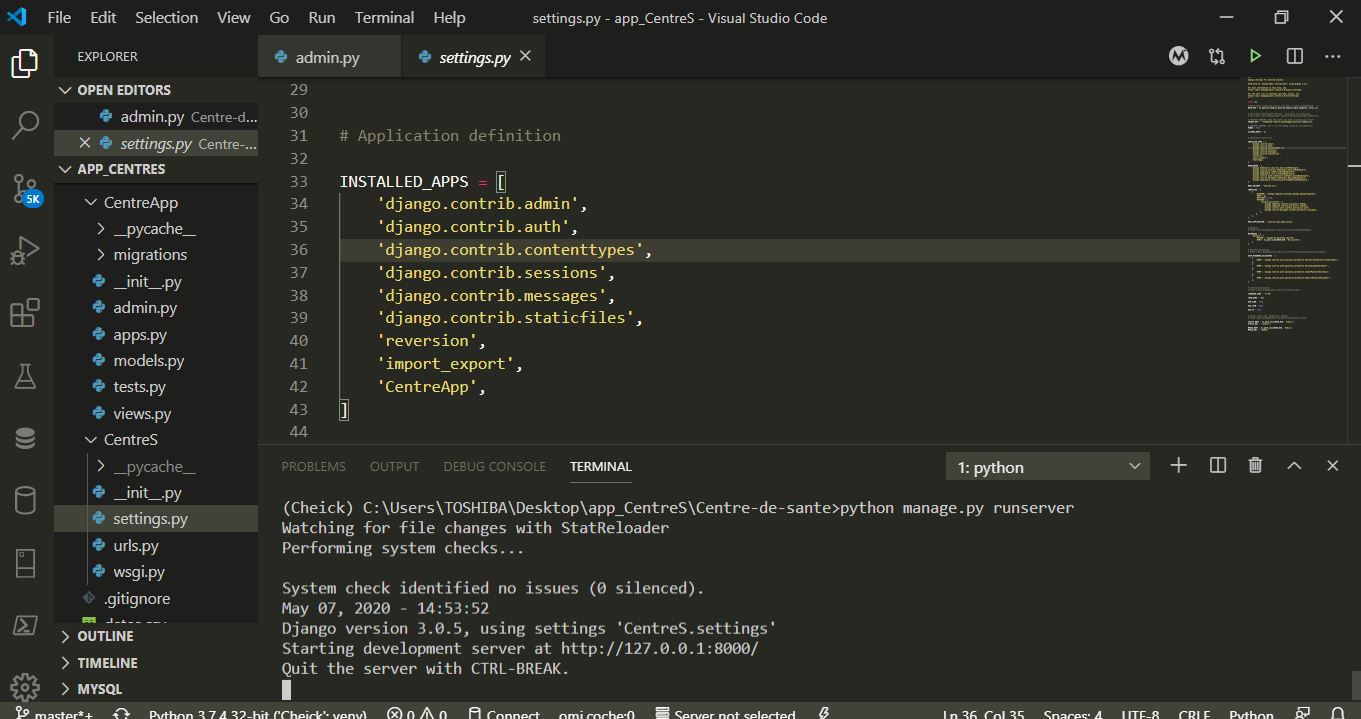 File Edit Selection View Go Run Terminal Help settings.py - app_CentreS - Visual Studio Code
EXPLORER
OPEN EDITORS
admin.py Centre-d...
settings.py Centre-...
APP_CENTRES
CentreApp
__pycache__
migrations
__init__.py
admin.py
apps.py
models.py
tests.py
views.py
CentreS
__pycache__
__init__.py
settings.py
urls.py
wsgi.py
.gitignore
OUTLINE
TIMELINE
MYSQL
5K
admin.py settings.py
29
30
31 # Application definition
32
33 INSTALLED_APPS = [
34 'django.contrib.admin',
35 'django.contrib.auth',
36 'django.contrib.contenttypes',
37 'django.contrib.sessions',
38 'django.contrib.messages',
39 'django.contrib.staticfiles',
40 'reversion',
41 'import_export',
42 'CentreApp',
43 ]
44
PROBLEMS OUTPUT DEBUG CONSOLE TERMINAL 1: python
(Cheick) C:\Users\TOSHIBA\Desktop\app_CentreS\Centre-de-sante>python manage.py runserver
Watching for file changes with StatReloader
Performing system checks...
System check identified no issues (0 silenced).
May 07, 2020 - 14:53:52
Django version 3.0.5, using settings 'CentreS.settings'
Starting development server at http://127.0.0.1:8000/
Quit the server with CTRL-BREAK.
master*+ Python 3.7.4 32-bit ('Cheick': venv) 0 0 Connect omi.coche:0 Server not selected Ln 36, Col 35 Spaces: 4 UTF-8 CRLF Python